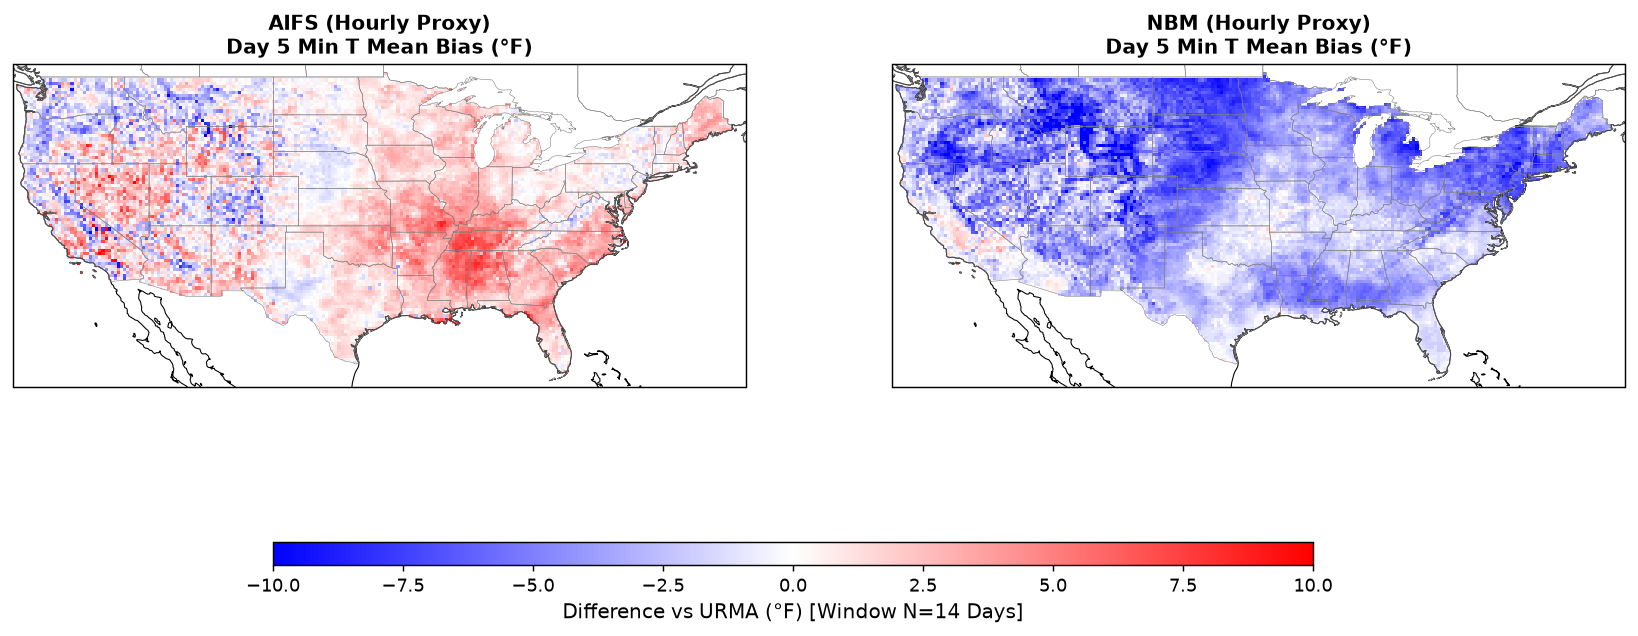 AIFS (Hourly Proxy)
Day 5 Min T Mean Bias (°F)
NBM (Hourly Proxy)
Day 5 Min T Mean Bias (°F)
−10.0 −7.5 −5.0 −2.5 0.0 2.5 5.0 7.5 10.0
Difference vs URMA (°F) [Window N=14 Days]